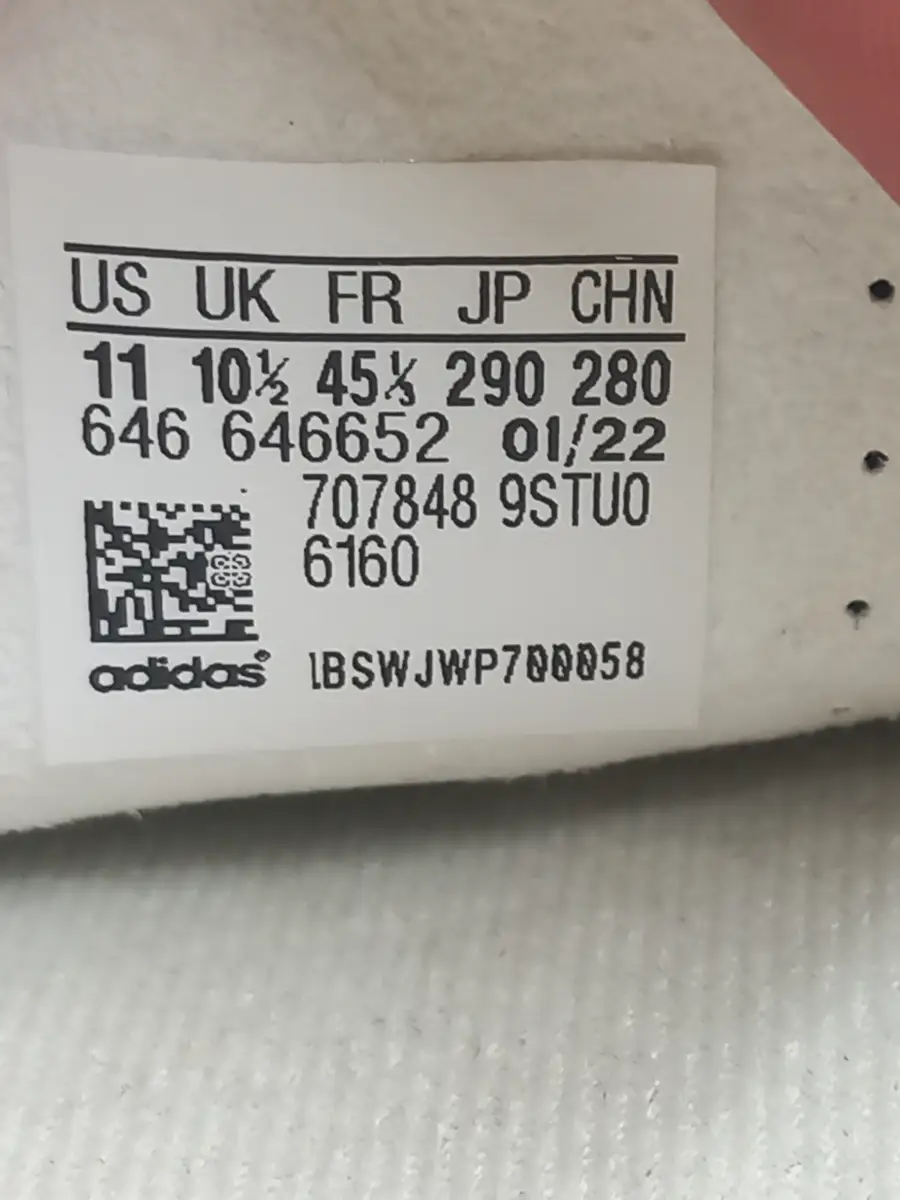 US UK FR JP CHN
11 10½ 45⅓ 290 280
646 646652 01/22
707848 9STU0
6160
adidas® 1BSWJWP700058